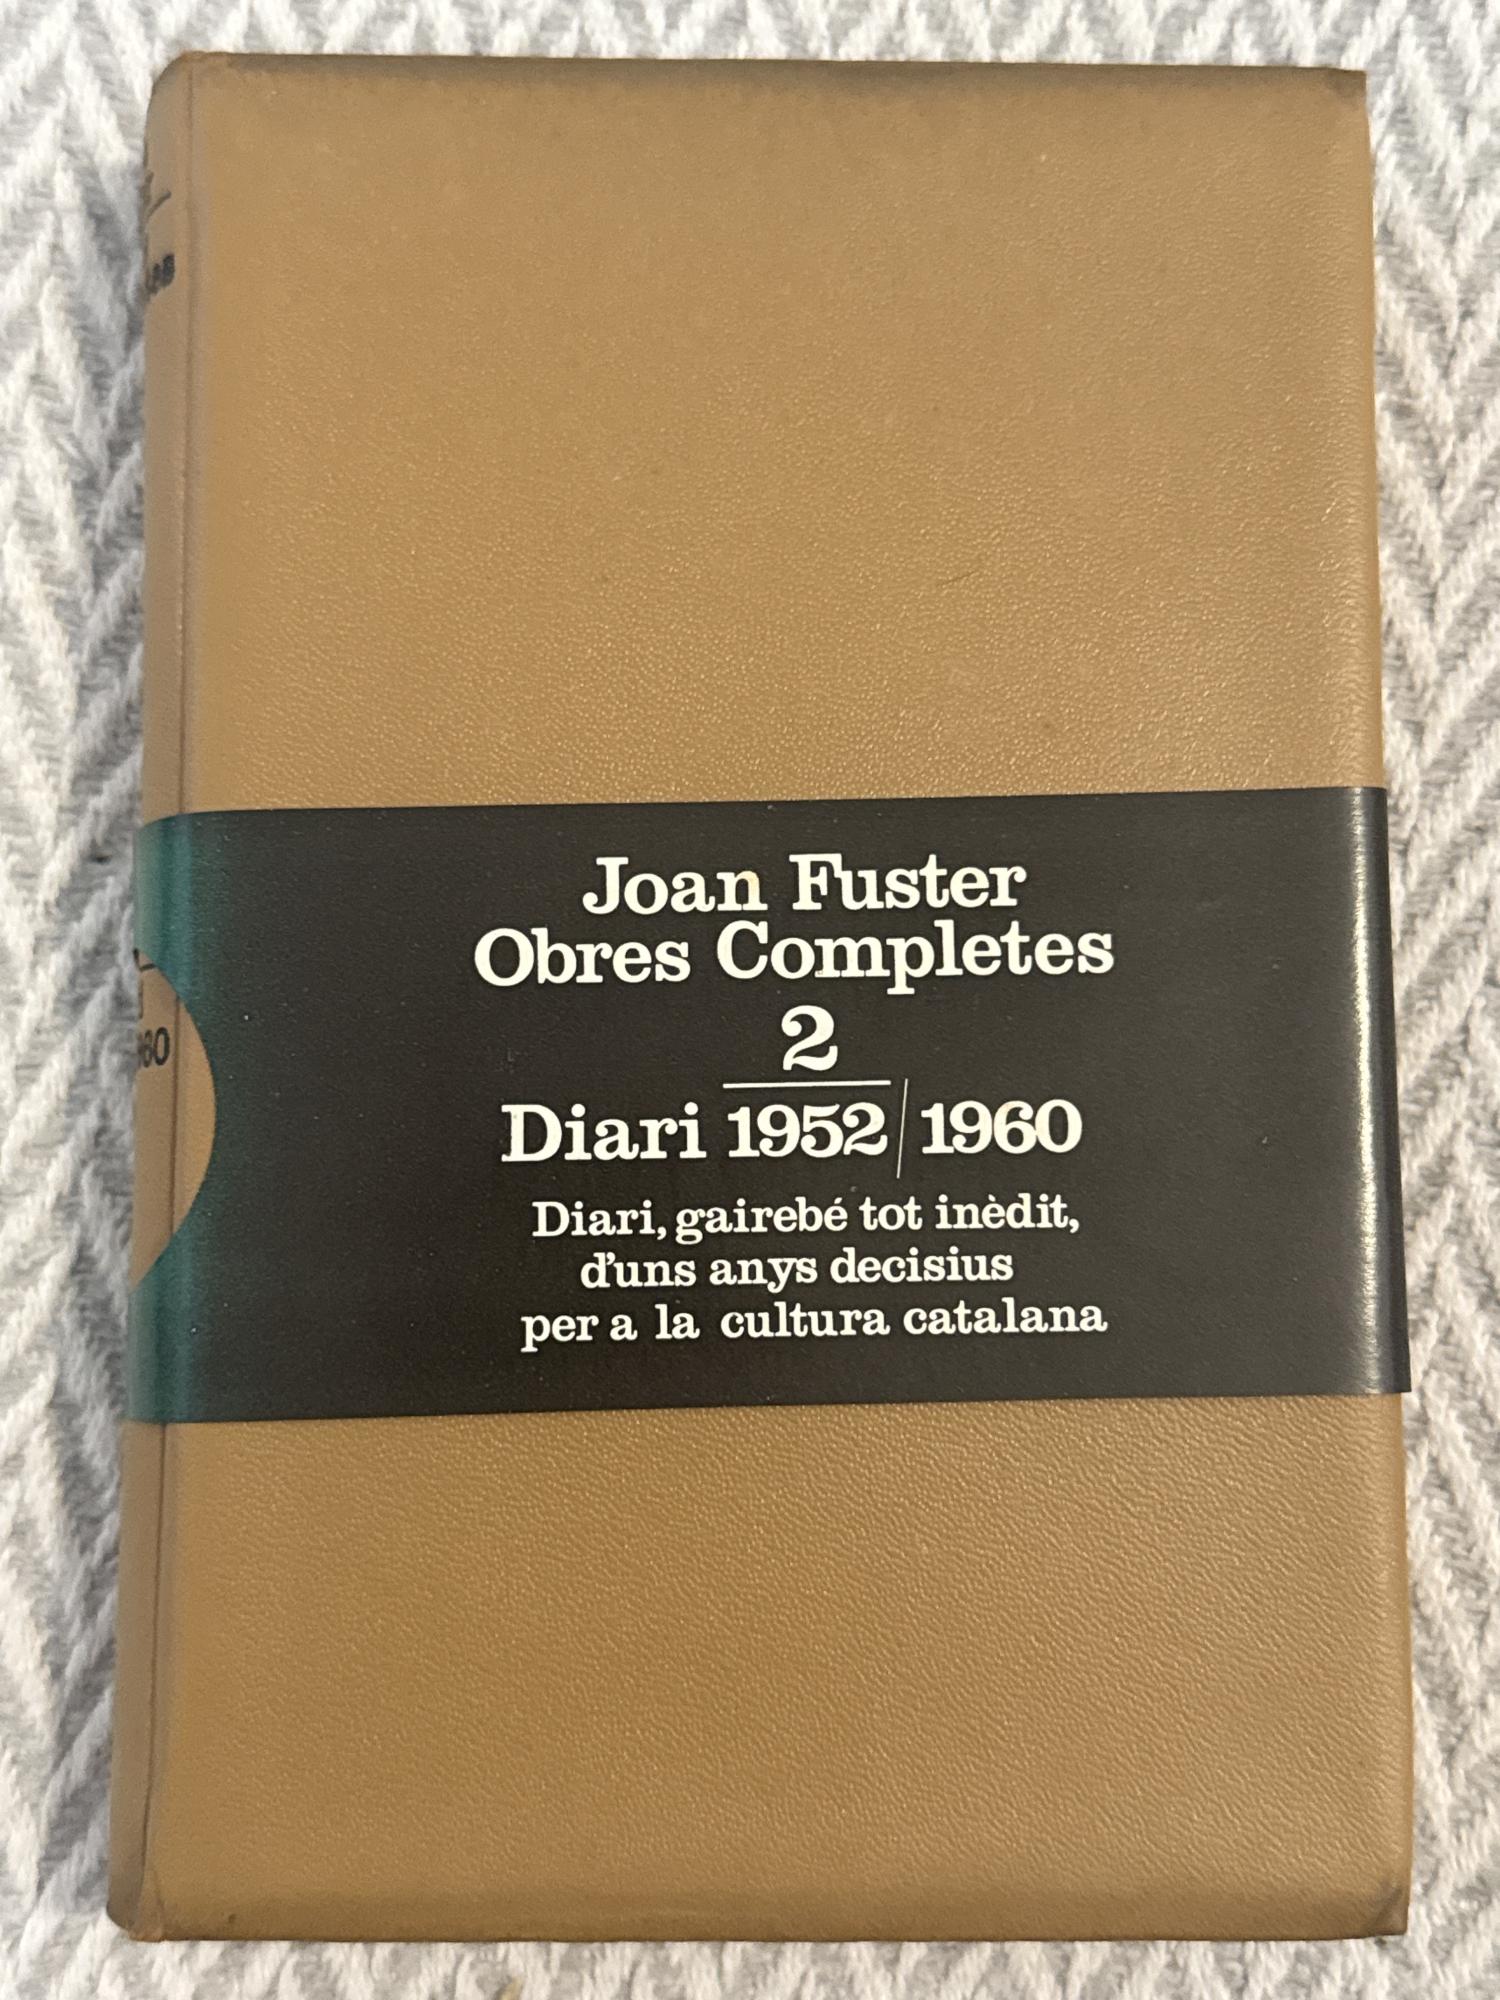 Joan Fuster
Obres Completes
2
Diari 1952/1960
Diari, gairebé tot inèdit,
d'uns anys decisius
per a la cultura catalana